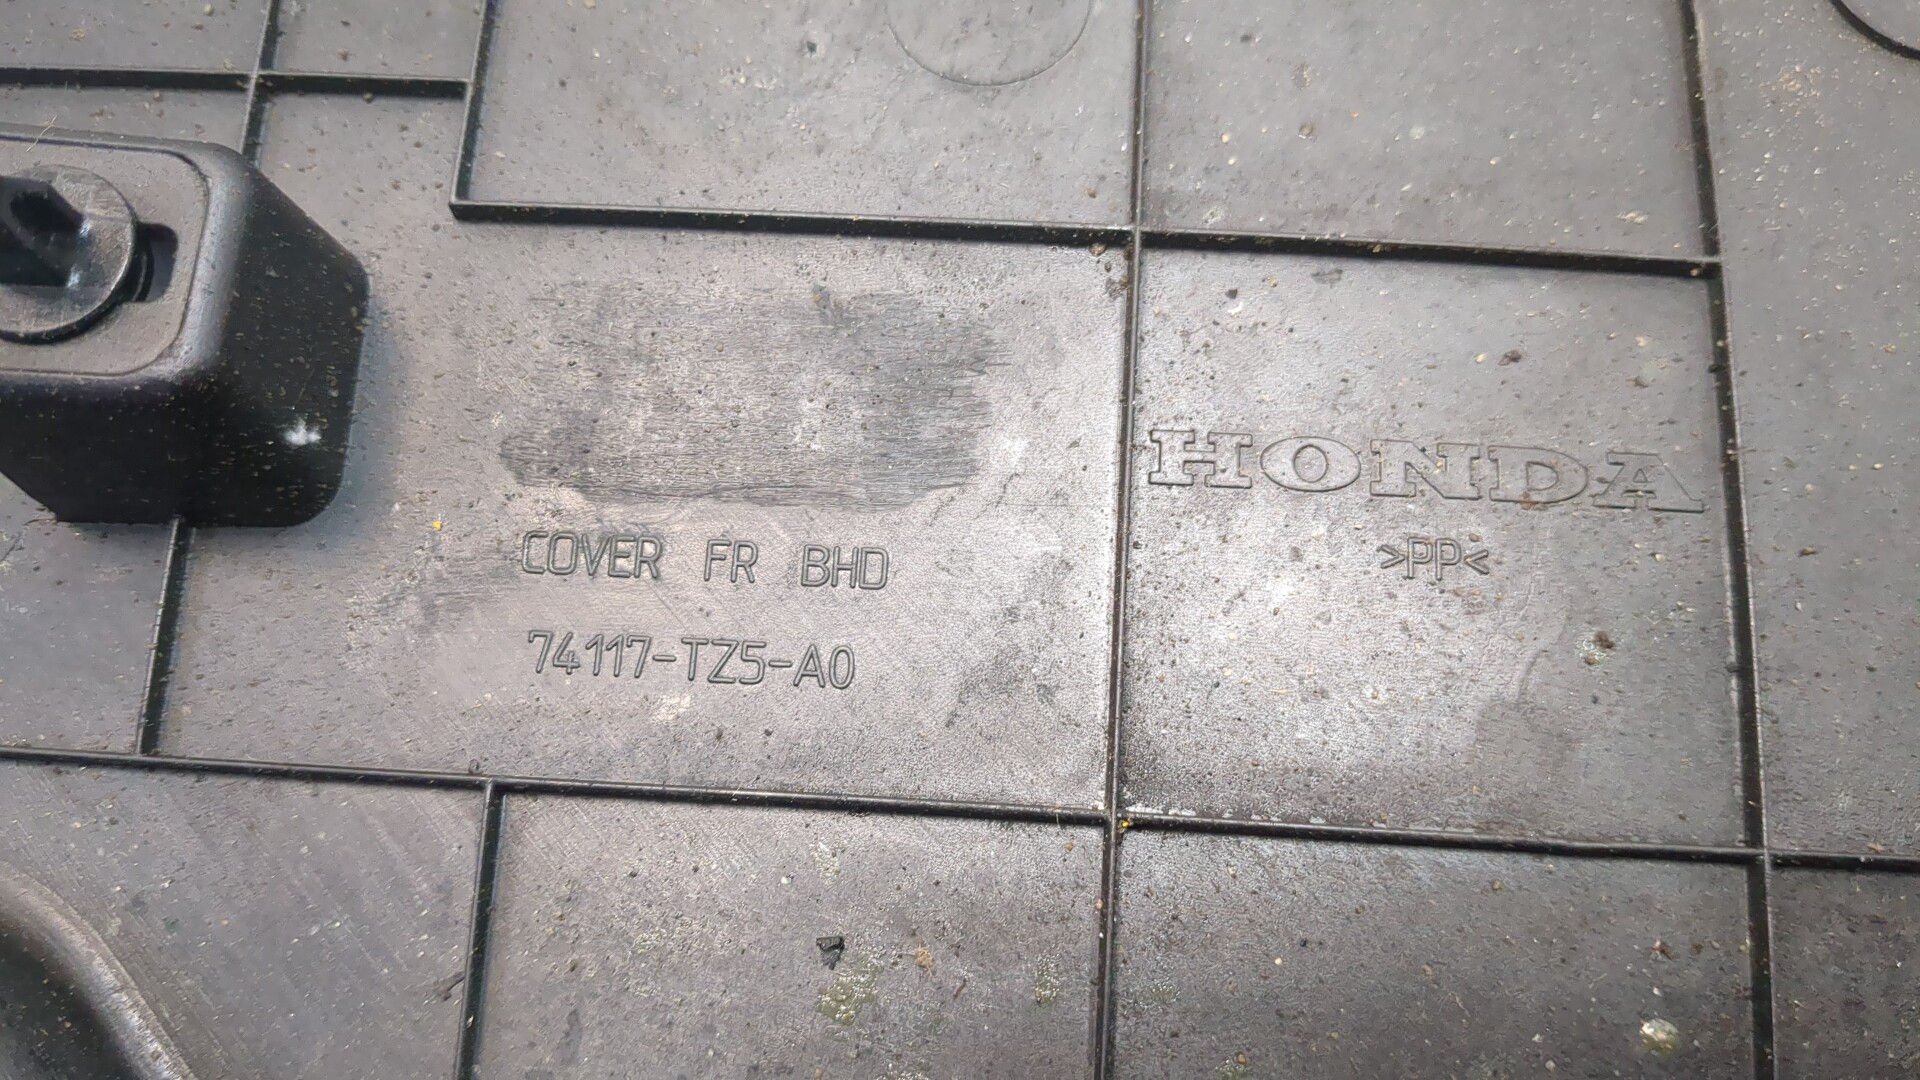 HONDA
>PP<
COVER FR BHD
74117-TZ5-A0